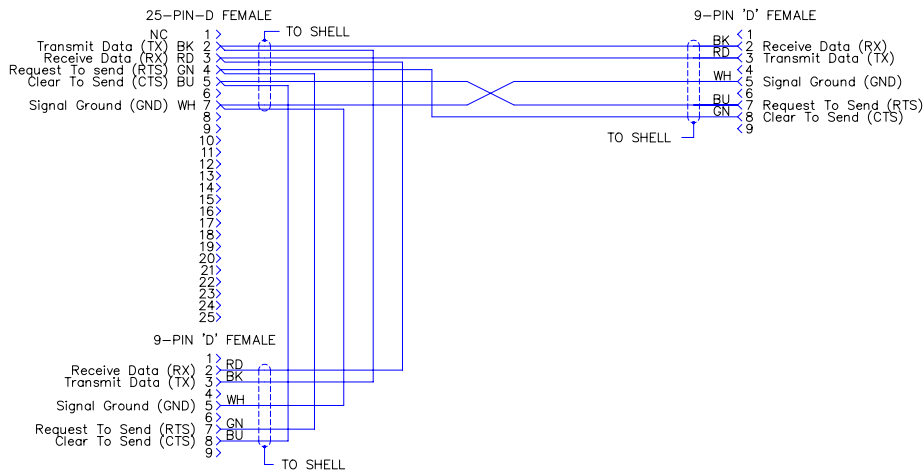 25-PIN-D FEMALE
NC 1
TO SHELL
Transmit Data (TX) BK 2
Receive Data (RX) RD 3
Request To send (RTS) GN 4
Clear To Send (CTS) BU 5
6
Signal Ground (GND) WH 7
8
9
10
11
12
13
14
15
16
17
18
19
20
21
22
23
24
25
9-PIN 'D' FEMALE
1
BK 2 Receive Data (RX)
RD 3 Transmit Data (TX)
4
WH 5 Signal Ground (GND)
6
BU 7 Request To Send (RTS)
GN 8 Clear To Send (CTS)
9
TO SHELL
9-PIN 'D' FEMALE
1
Receive Data (RX) 2 RD
Transmit Data (TX) 3 BK
4
Signal Ground (GND) 5 WH
6
Request To Send (RTS) 7 GN
Clear To Send (CTS) 8 BU
9
TO SHELL